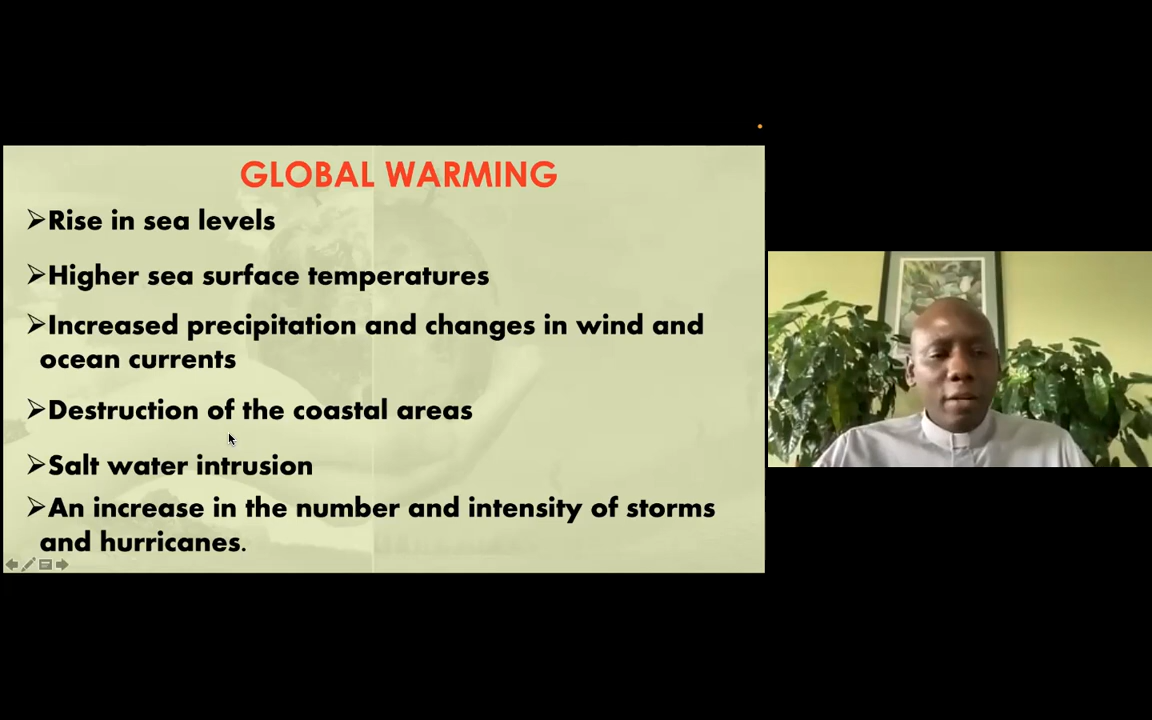 GLOBAL WARMING
➢Rise in sea levels
➢Higher sea surface temperatures
➢Increased precipitation and changes in wind and
ocean currents
➢Destruction of the coastal areas
➢Salt water intrusion
➢An increase in the number and intensity of storms
and hurricanes.